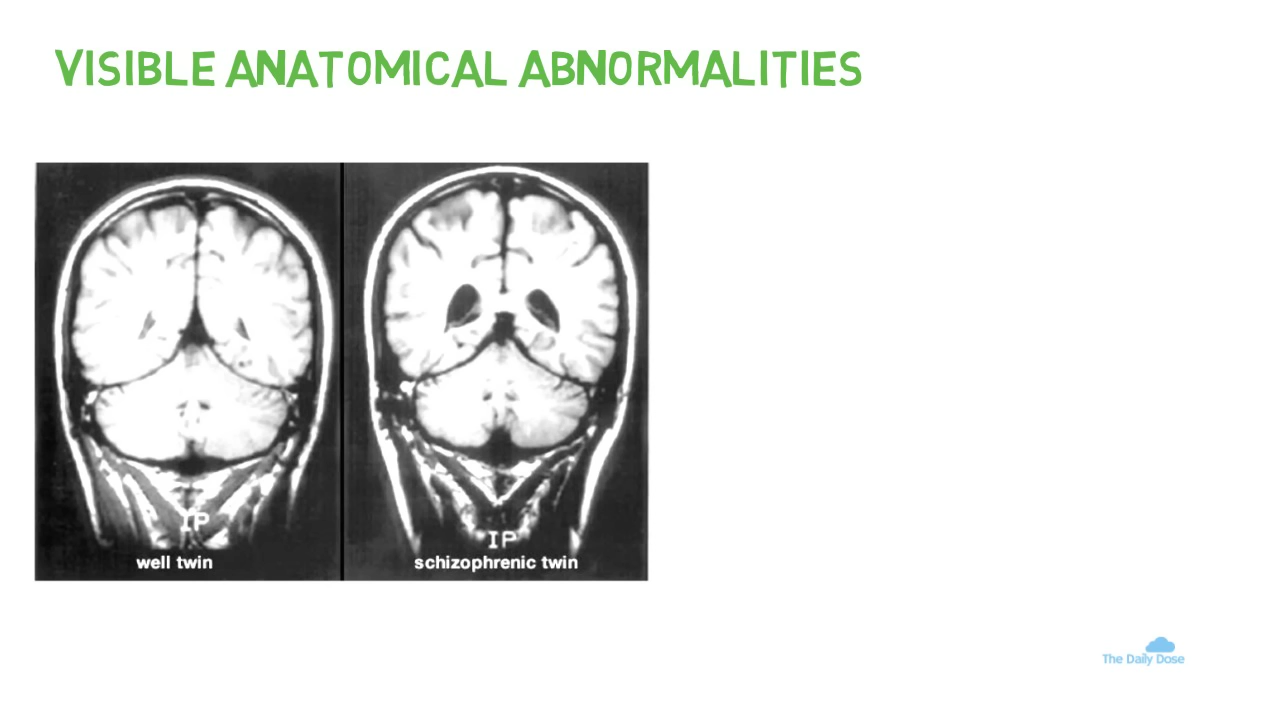 VISIBLE ANATOMICAL ABNORMALITIES
IP
well twin
IP
schizophrenic twin
The Daily Dose